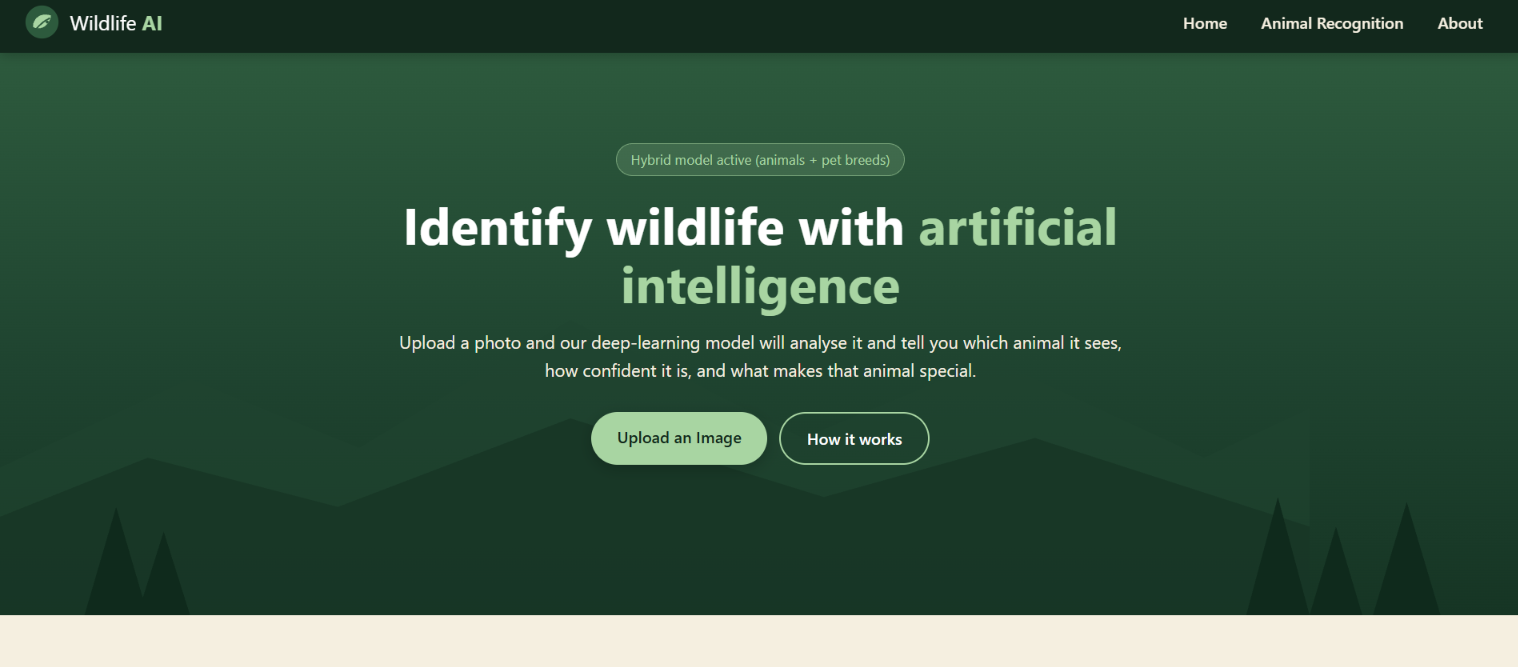 Wildlife AI
Home
Animal Recognition
About
Hybrid model active (animals + pet breeds)
Identify wildlife with artificial
intelligence
Upload a photo and our deep-learning model will analyse it and tell you which animal it sees,
how confident it is, and what makes that animal special.
Upload an Image
How it works